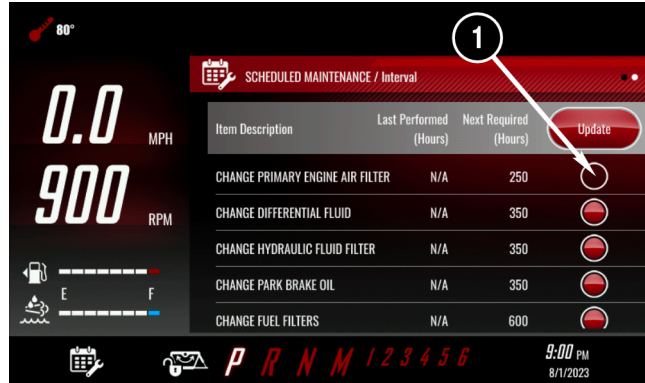 80°
1
SCHEDULED MAINTENANCE / Interval
0.0 MPH
Item Description Last Performed (Hours) Next Required (Hours) Update
CHANGE PRIMARY ENGINE AIR FILTER N/A 250
900 RPM
CHANGE DIFFERENTIAL FLUID N/A 350
CHANGE HYDRAULIC FLUID FILTER N/A 350
CHANGE PARK BRAKE OIL N/A 350
E F
CHANGE FUEL FILTERS N/A 600
P R N M 1 2 3 4 5 6
9:00 PM
8/1/2023